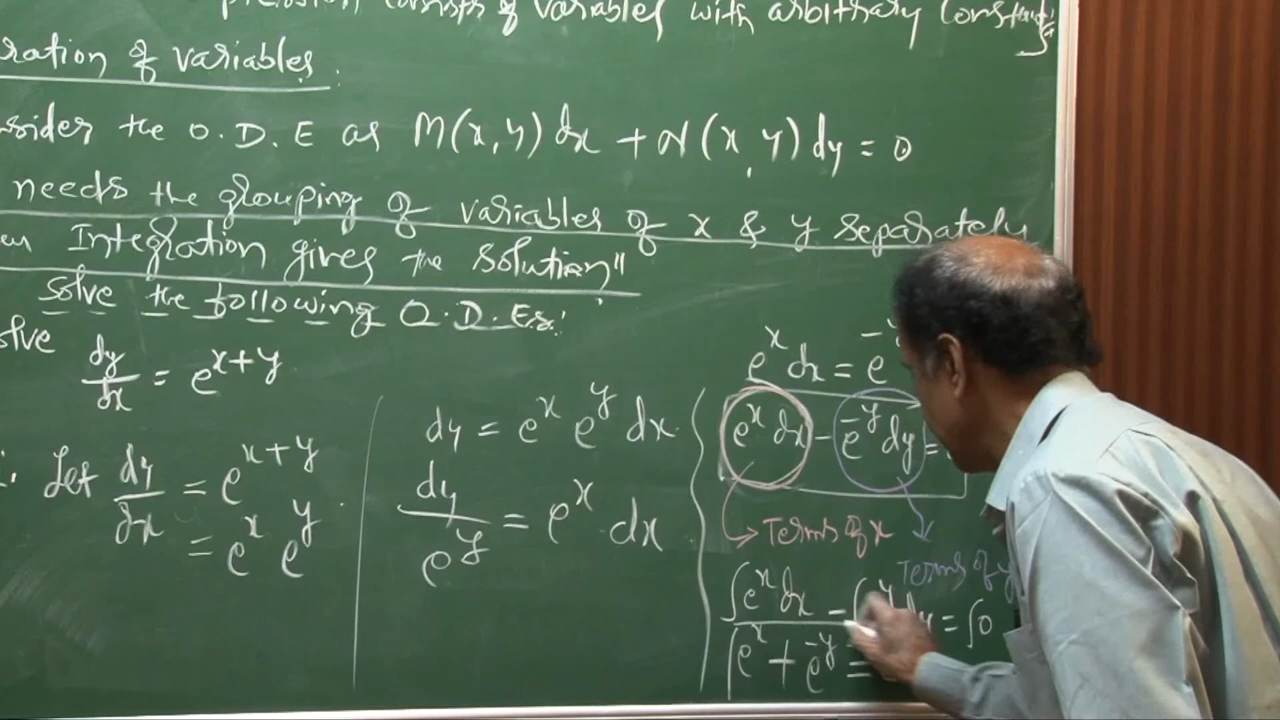 consists of variables with arbitrary constants
ration of variables
sider the O.D.E as M(x,y)dx + N(x,y)dy = 0
needs the grouping of variables of x & y separately
Integration gives the solution"
solve the following O.D.Es:
lve dy/dx = e^{x+y}
Let dy/dx = e^{x+y}
= e^x e^y
dy = e^x e^y dx
dy/e^y = e^x dx
e^x dx = e^-
e^x dx - e^{-y} dy =
→ Terms of x
Terms of y
∫e^x dx - ∫ dy = ∫0
e^x + e^{-y} =